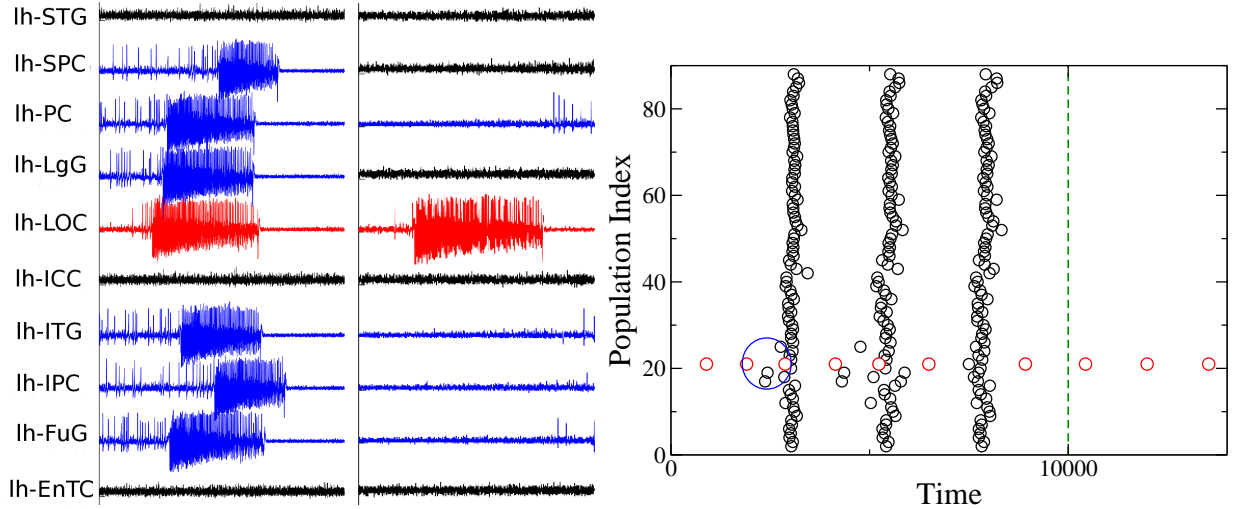 lh-STG
lh-SPC
lh-PC
lh-LgG
lh-LOC
lh-ICC
lh-ITG
lh-IPC
lh-FuG
lh-EnTC
Population Index
80
60
40
20
0
0
10000
Time